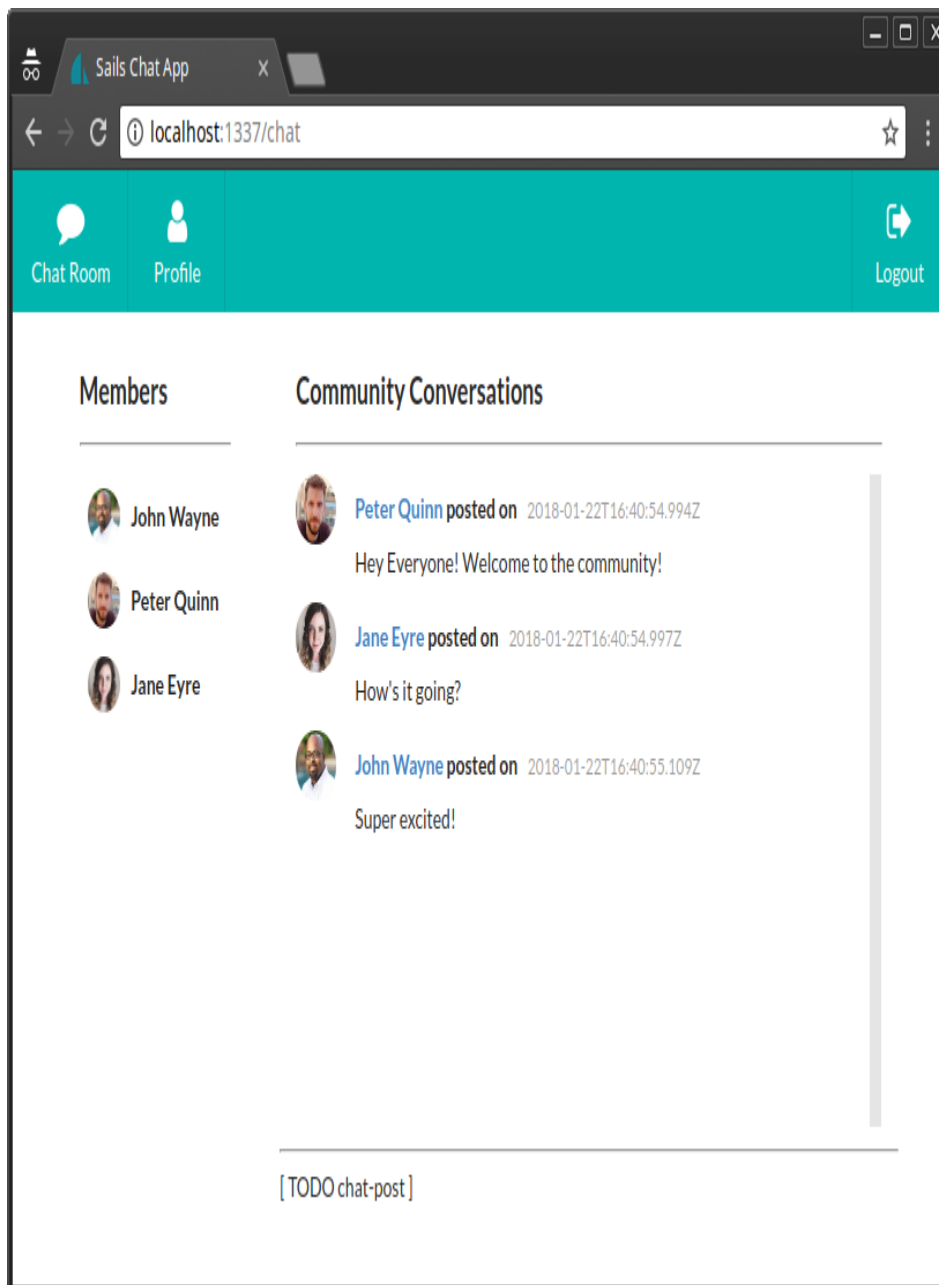 Sails Chat App
localhost:1337/chat
Chat Room
Profile
Logout
Members
John Wayne
Peter Quinn
Jane Eyre
Community Conversations
Peter Quinn posted on 2018-01-22T16:40:54.994Z
Hey Everyone! Welcome to the community!
Jane Eyre posted on 2018-01-22T16:40:54.997Z
How's it going?
John Wayne posted on 2018-01-22T16:40:55.109Z
Super excited!
[ TODO chat-post ]